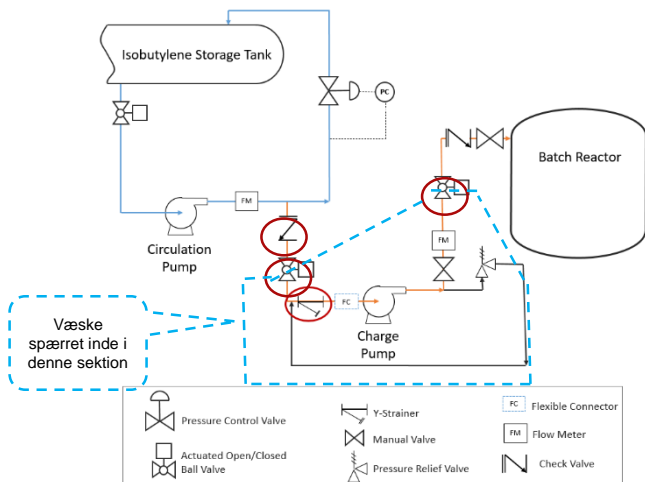 Isobutylene Storage Tank
PC
Batch Reactor
FM
Circulation
Pump
FM
FC
Charge
Pump
Væske
spærret inde i
denne sektion
Pressure Control Valve
Actuated Open/Closed
Ball Valve
Y-Strainer
Manual Valve
Pressure Relief Valve
FC
Flexible Connector
FM
Flow Meter
Check Valve